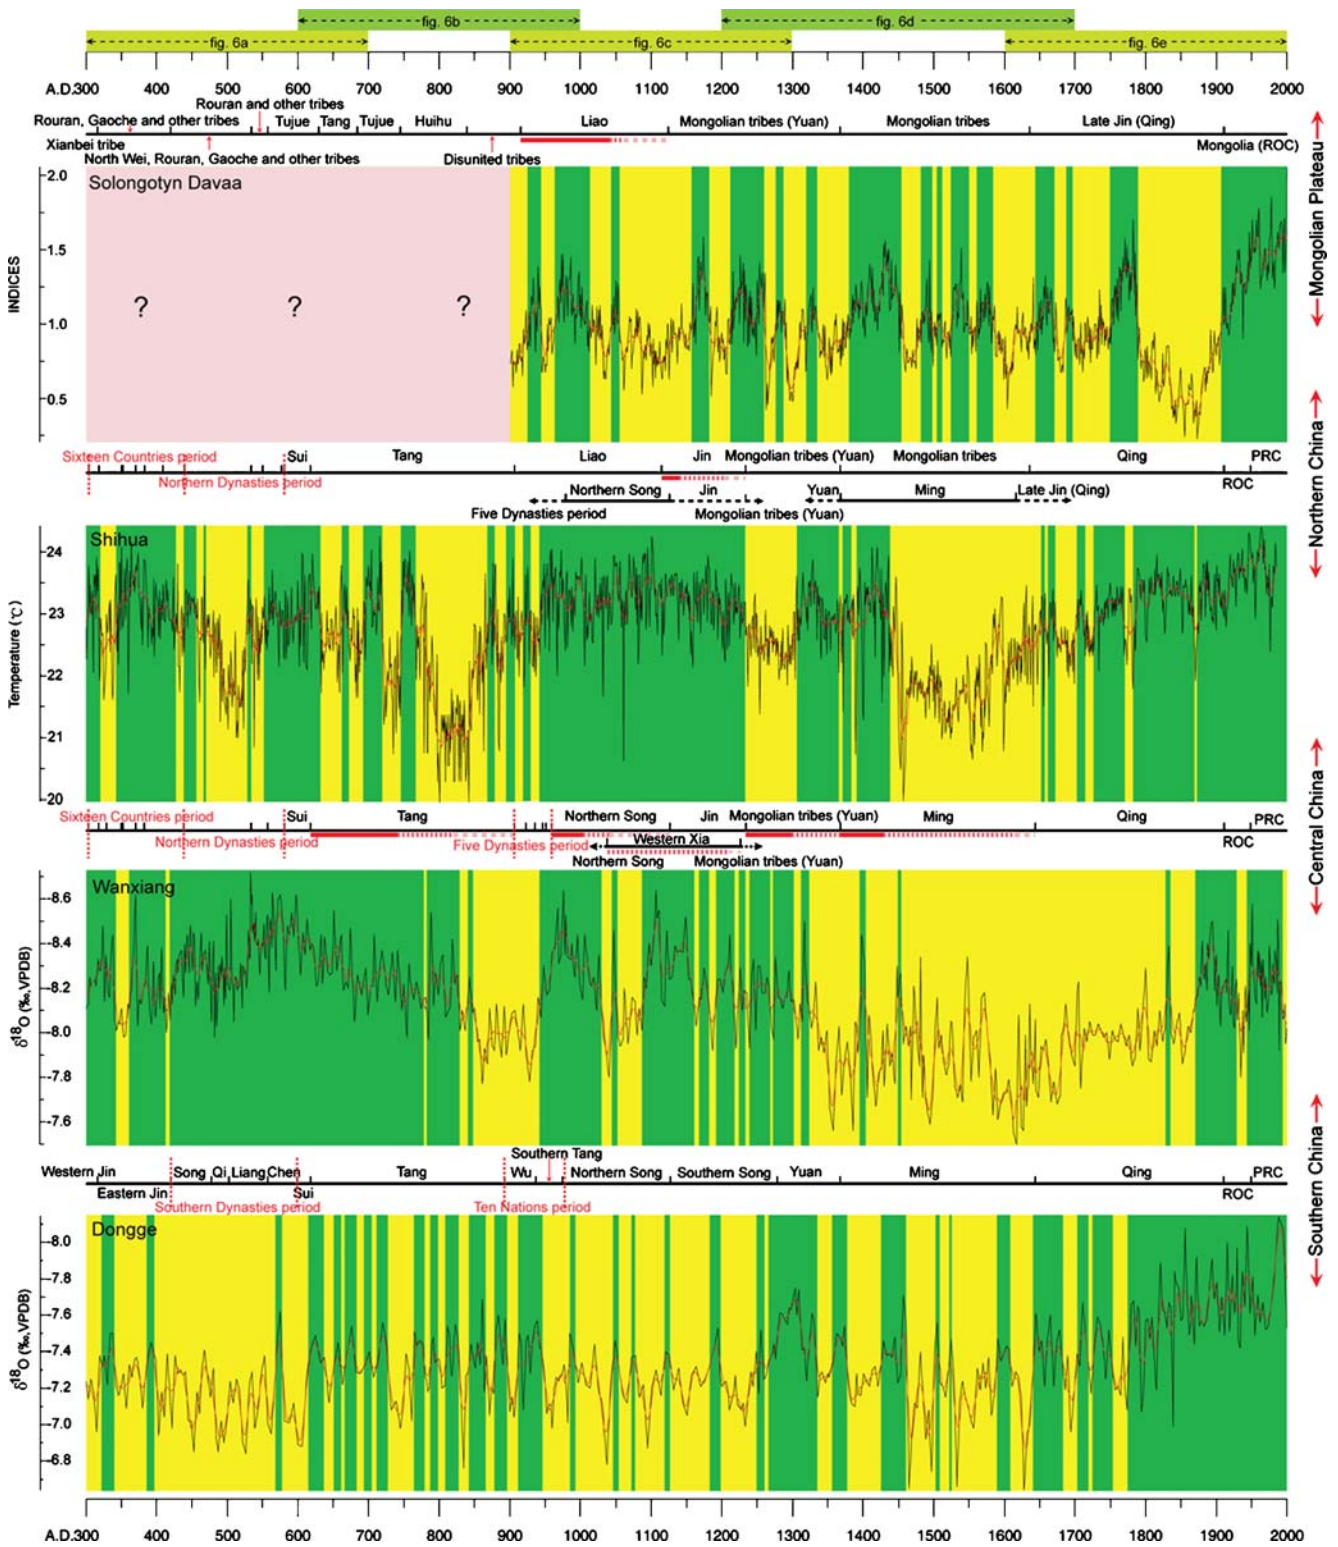 fig. 6b fig. 6d
fig. 6a fig. 6c fig. 6e
A.D.300 400 500 600 700 800 900 1000 1100 1200 1300 1400 1500 1600 1700 1800 1900 2000
Rouran and other tribes
Rouran, Gaoche and other tribes Tujue Tang Tujue Huihu Liao Mongolian tribes (Yuan) Mongolian tribes Late Jin (Qing)
Xianbei tribe Mongolia (ROC)
North Wei, Rouran, Gaoche and other tribes Disunited tribes
Solongotyn Davaa
2.0
1.5
1.0
0.5
INDICES
? ? ?
Mongolian Plateau
Sixteen Countries period Sui Tang Liao Jin Mongolian tribes (Yuan) Mongolian tribes Qing PRC
Northern Dynasties period ROC
Northern Song Jin Yuan Ming Late Jin (Qing)
Five Dynasties period Mongolian tribes (Yuan)
Northern China
Shihua
24
23
22
21
20
Temperature (℃)
Sixteen Countries period Sui Tang Northern Song Jin Mongolian tribes (Yuan) Ming Qing PRC
Northern Dynasties period Five Dynasties period Western Xia ROC
Northern Song Mongolian tribes (Yuan)
Central China
Wanxiang
-8.6
-8.4
-8.2
-8.0
-7.8
-7.6
δ18O (‰,VPDB)
Southern Tang
Western Jin Song Qi Liang Chen Tang Wu Northern Song Southern Song Yuan Ming Qing PRC
Eastern Jin Sui ROC
Southern Dynasties period Ten Nations period
Southern China
Dongge
-8.0
-7.8
-7.6
-7.4
-7.2
-7.0
-6.8
δ18O (‰,VPDB)
A.D.300 400 500 600 700 800 900 1000 1100 1200 1300 1400 1500 1600 1700 1800 1900 2000